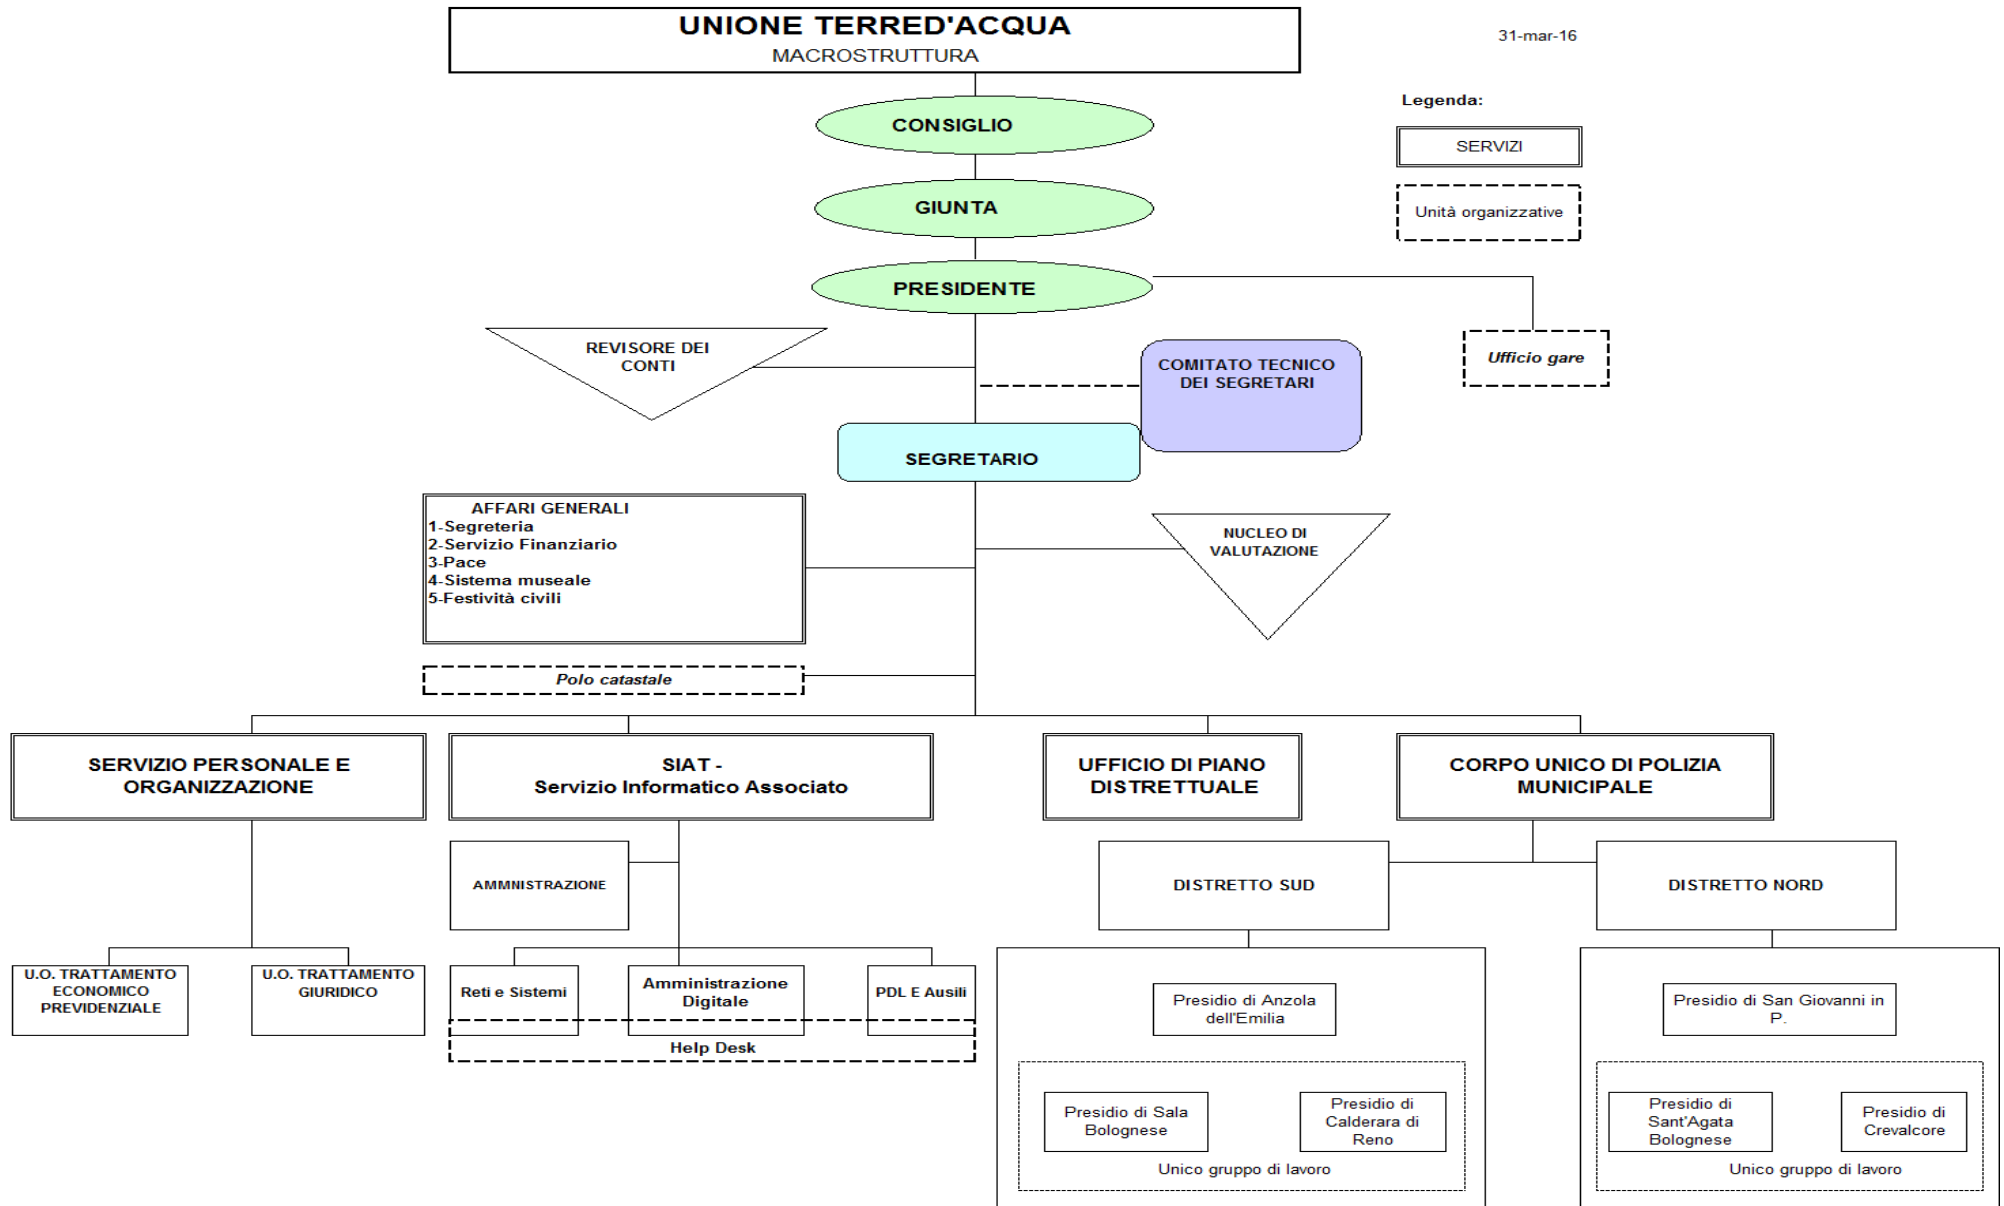 UNIONE TERRED'ACQUA
MACROSTRUTTURA
31-mar-16
Legenda:
SERVIZI
Unità organizzative
CONSIGLIO
GIUNTA
PRESIDENTE
REVISORE DEI
CONTI
COMITATO TECNICO
DEI SEGRETARI
Ufficio gare
SEGRETARIO
AFFARI GENERALI
1-Segreteria
2-Servizio Finanziario
3-Pace
4-Sistema museale
5-Festività civili
NUCLEO DI
VALUTAZIONE
Polo catastale
SERVIZIO PERSONALE E
ORGANIZZAZIONE
SIAT -
Servizio Informatico Associato
UFFICIO DI PIANO
DISTRETTUALE
CORPO UNICO DI POLIZIA
MUNICIPALE
AMMNISTRAZIONE
DISTRETTO SUD
DISTRETTO NORD
U.O. TRATTAMENTO
ECONOMICO
PREVIDENZIALE
U.O. TRATTAMENTO
GIURIDICO
Reti e Sistemi
Amministrazione
Digitale
PDL E Ausili
Help Desk
Presidio di Anzola
dell'Emilia
Presidio di San Giovanni in
P.
Presidio di Sala
Bolognese
Presidio di
Calderara di
Reno
Unico gruppo di lavoro
Presidio di
Sant'Agata
Bolognese
Presidio di
Crevalcore
Unico gruppo di lavoro